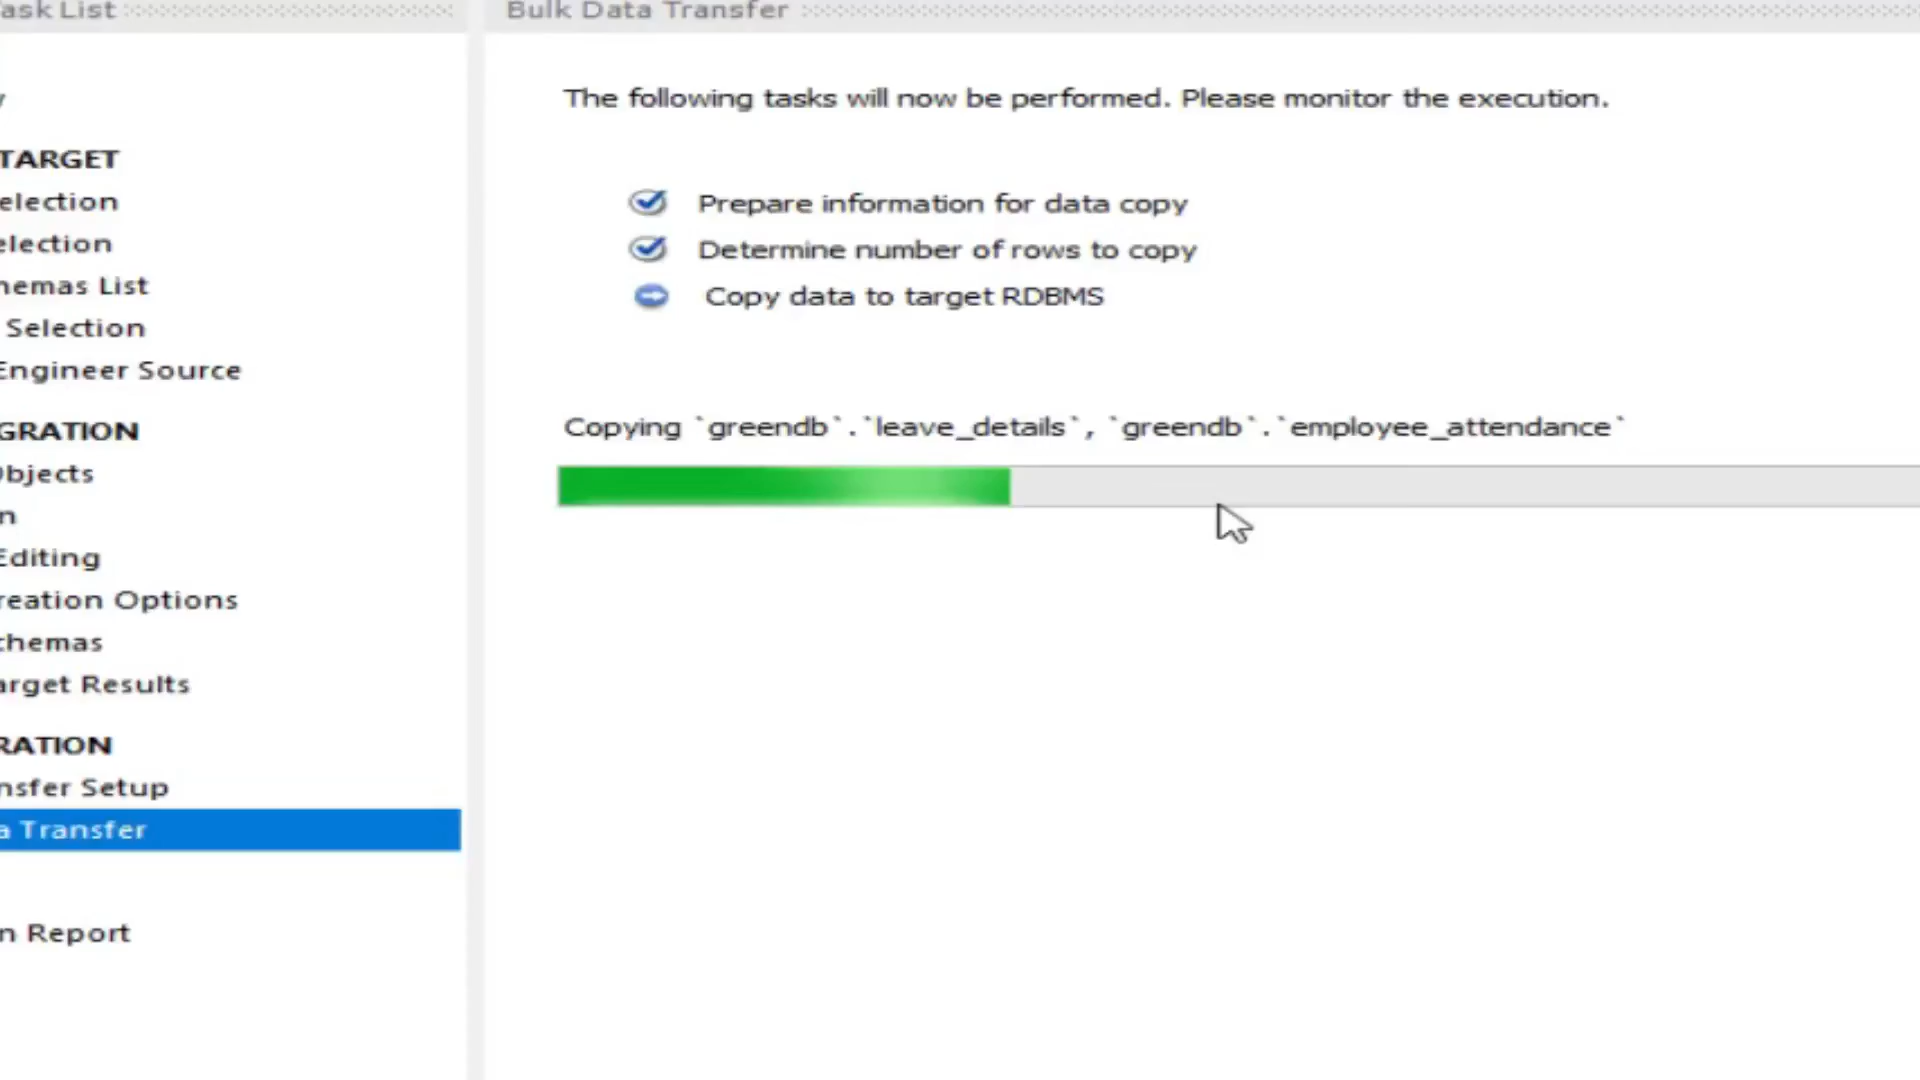 ask List
TARGET
election
election
hemas List
Selection
Engineer Source
GRATION
Objects
n
Editing
reation Options
chemas
arget Results
RATION
nsfer Setup
a Transfer
n Report
Bulk Data Transfer
The following tasks will now be performed. Please monitor the execution.
Prepare information for data copy
Determine number of rows to copy
Copy data to target RDBMS
Copying `greendb`.`leave_details`, `greendb`.`employee_attendance`